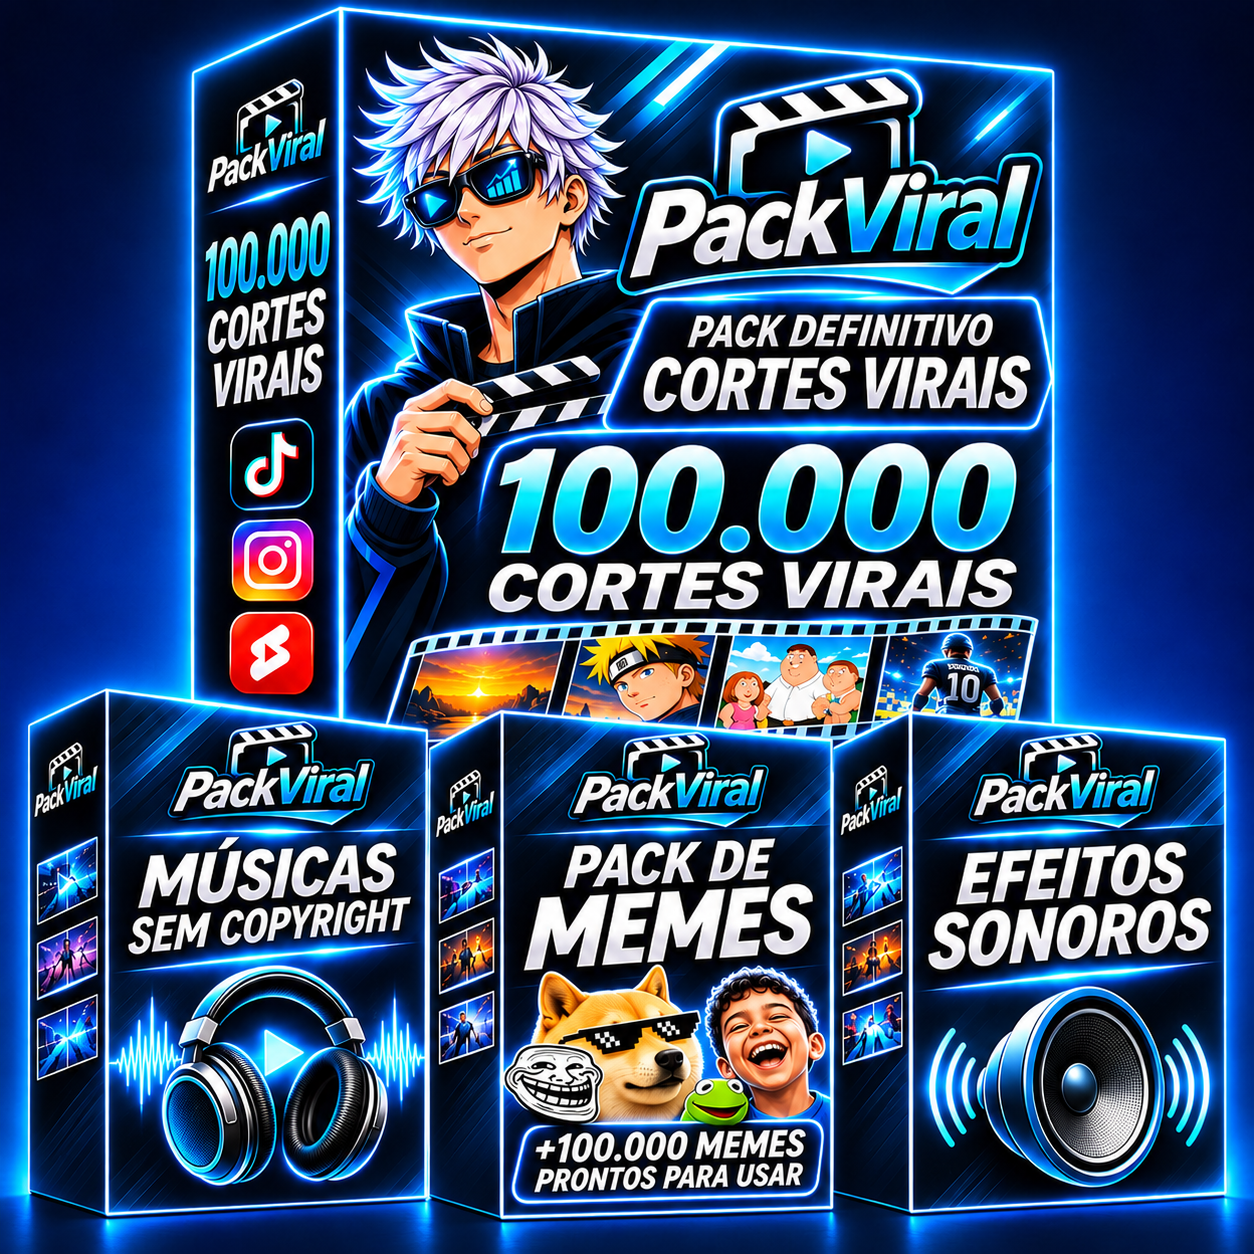 PackViral
100.000
CORTES
VIRAIS
PackViral
PACK DEFINITIVO
CORTES VIRAIS
100.000
CORTES VIRAIS
10
PackViral
PackViral
MÚSICAS
SEM COPYRIGHT
PackViral
PackViral
PACK DE
MEMES
+100.000 MEMES
PRONTOS PARA USAR
PackViral
PackViral
EFEITOS
SONOROS